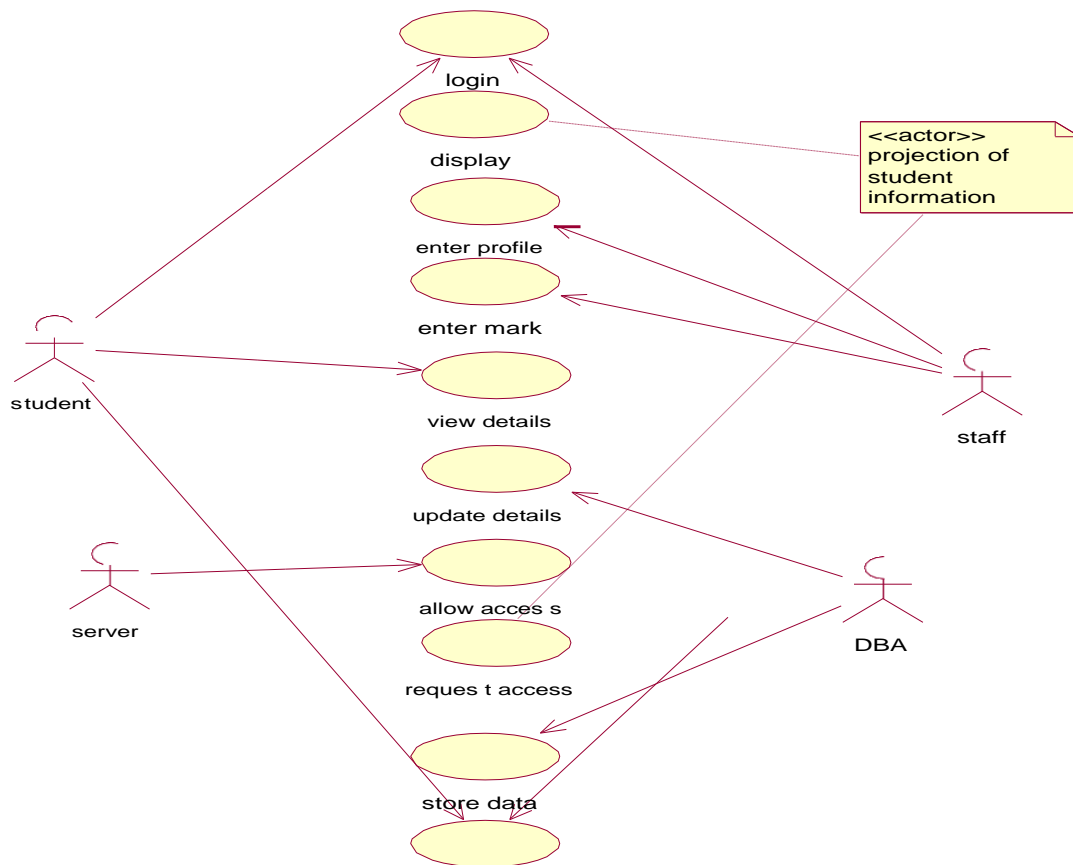 login
display
<<actor>>
projection of
student
information
enter profile
enter mark
student
view details
staff
update details
allow acces s
server
reques t access
DBA
store data